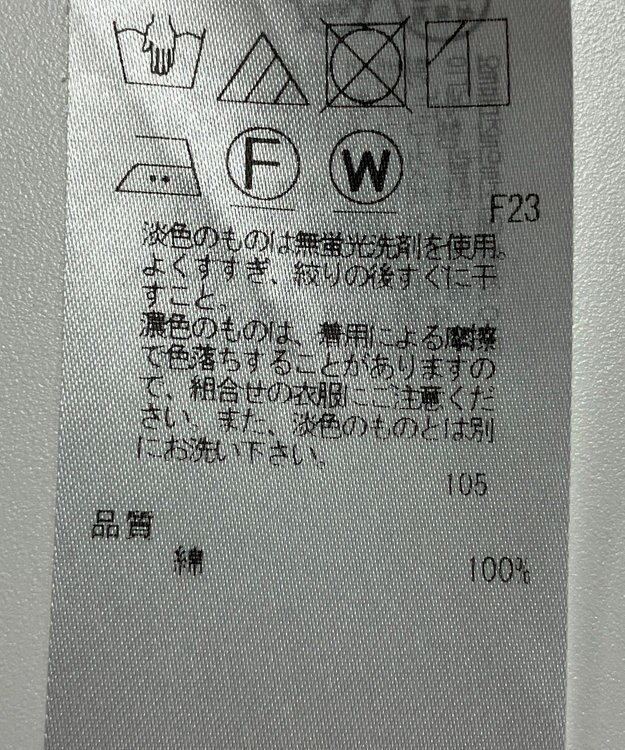 F
W
F23
淡色のものは無蛍光洗剤を使用。
よくすすぎ、絞りの後すぐに干
すこと。
濃色のものは、着用による摩擦
で色落ちすることがありますの
で、組合せの衣服にご注意くだ
さい。また、淡色のものとは別
にお洗い下さい。
105
品質
綿 100%